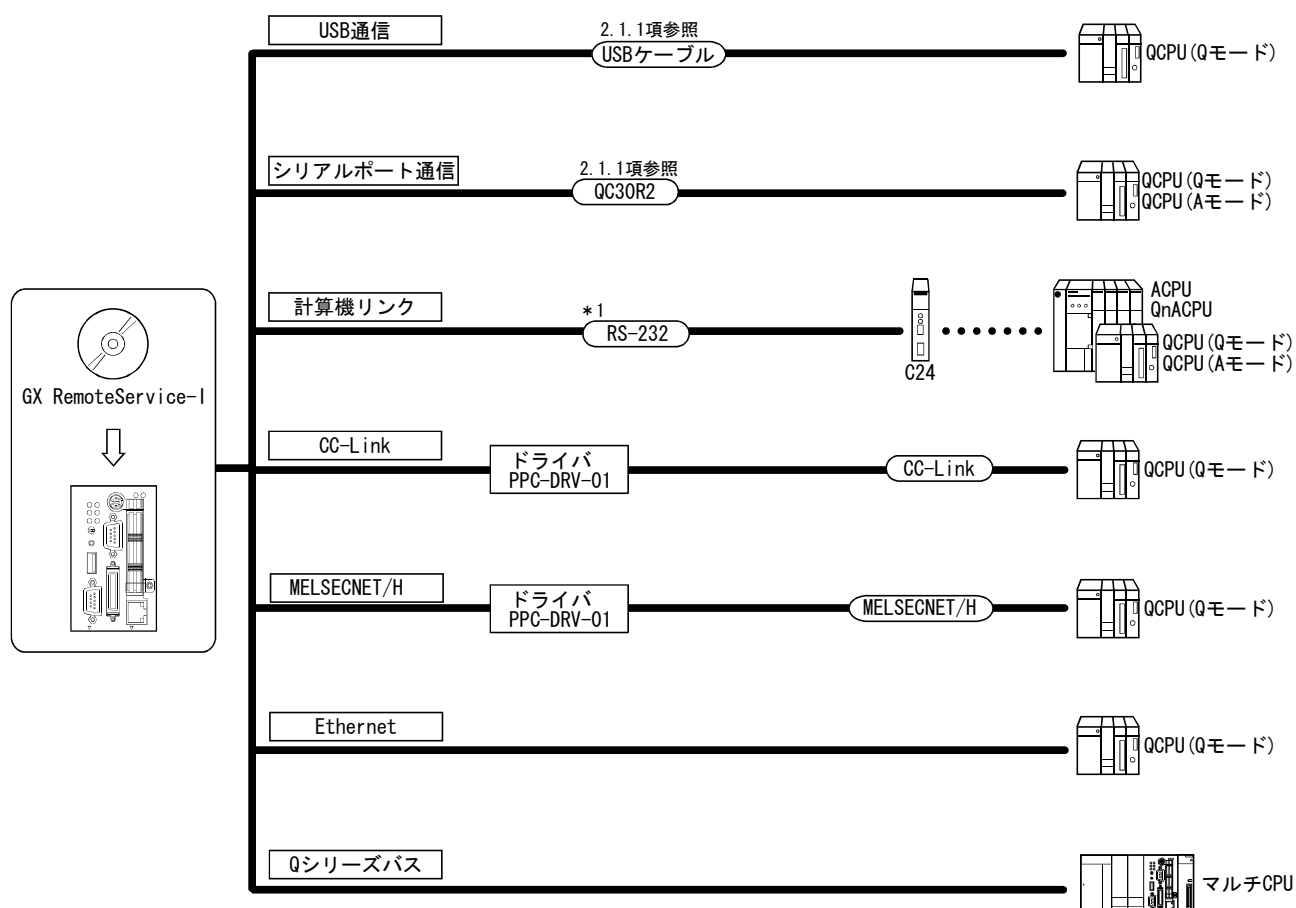 USB通信
2.1.1項参照
USBケーブル
QCPU(Qモード)
シリアルポート通信
2.1.1項参照
QC30R2
QCPU(Qモード)
QCPU(Aモード)
計算機リンク
*1
RS-232
C24
ACPU
QnACPU
QCPU(Qモード)
QCPU(Aモード)
GX RemoteService-I
CC-Link
ドライバ
PPC-DRV-01
CC-Link
QCPU(Qモード)
MELSECNET/H
ドライバ
PPC-DRV-01
MELSECNET/H
QCPU(Qモード)
Ethernet
QCPU(Qモード)
Qシリーズバス
マルチCPU